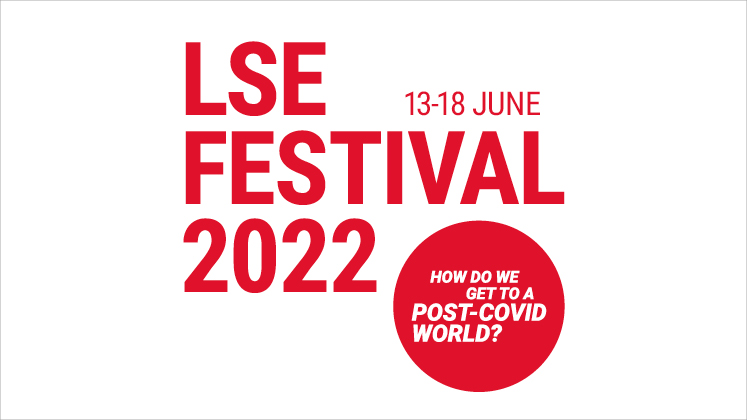 LSE
13-18 JUNE
FESTIVAL
2022
HOW DO WE
GET TO A
POST-COVID
WORLD?